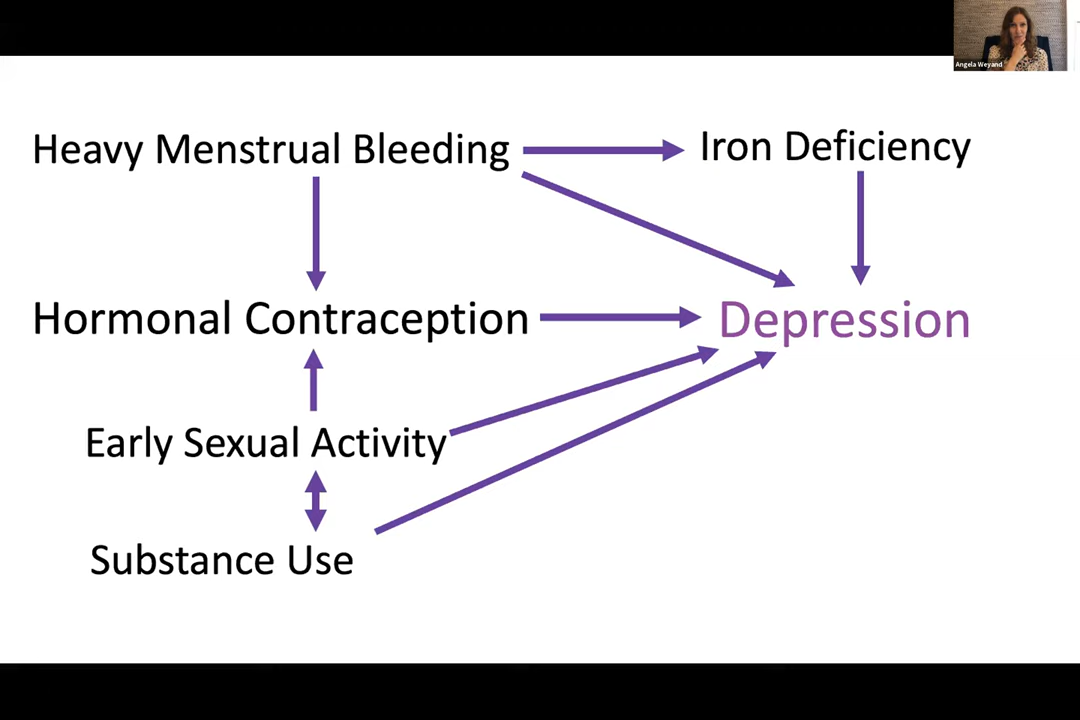 Angela Weyand
Heavy Menstrual Bleeding
Iron Deficiency
Hormonal Contraception
Depression
Early Sexual Activity
Substance Use